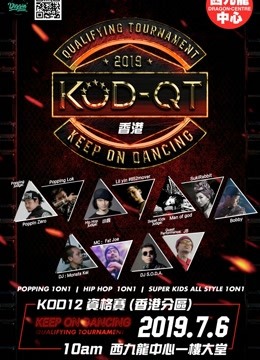 西九龍
DRAGON CENTRE
中心
QUALIFYING TOURNAMENT
2019
KOD-QT
香港
KEEP ON DANCING
Popping Lok
Poppin Zero
Man of god
Bobby
MC : Fat Joe
DJ : Monsta Kai
DJ S.O.D.A.
POPPING 1ON1 | HIP HOP 1ON1 | SUPER KIDS ALL STYLE 1ON1
KOD12 資格賽(香港分區)
KEEP ON DANCING
QUALIFYING TOURNAMENT
2019.7.6
10am 西九龍中心一樓大堂